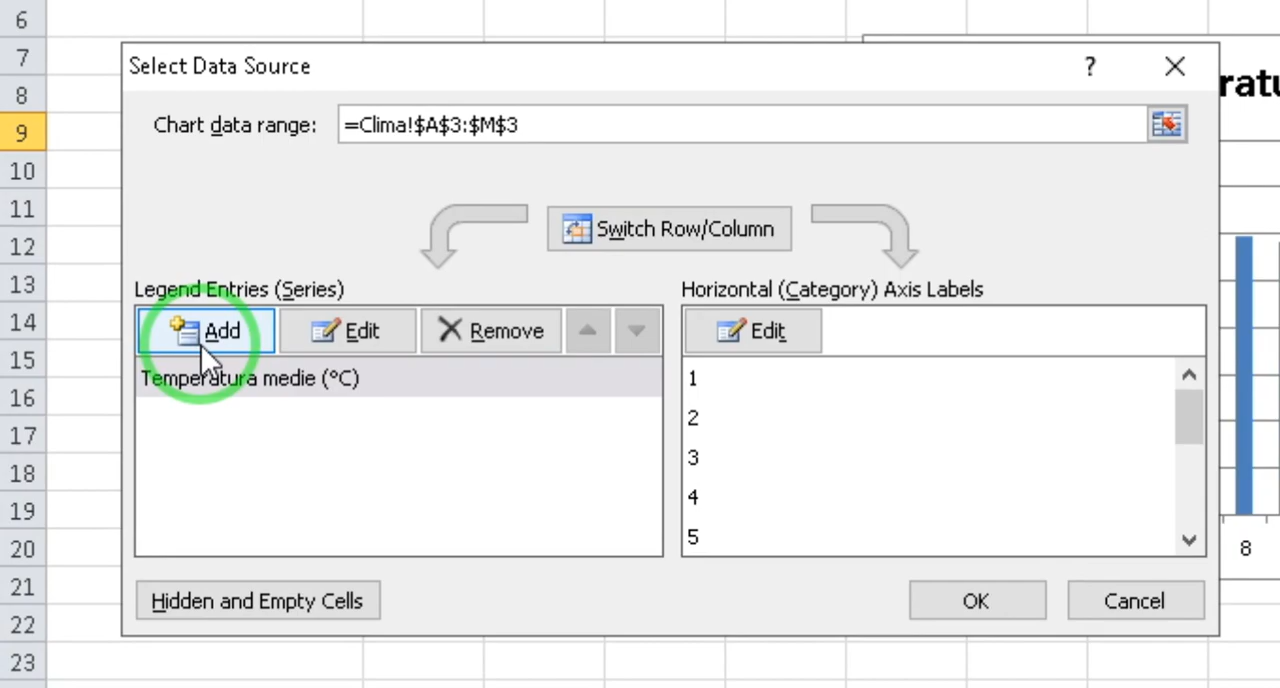 6
7
8
9
10
11
12
13
14
15
16
17
18
19
20
21
22
23
Select Data Source
?
Chart data range: =Clima!$A$3:$M$3
Switch Row/Column
Legend Entries (Series)
Add Edit Remove
Temperatura medie (°C)
Horizontal (Category) Axis Labels
Edit
1
2
3
4
5
Hidden and Empty Cells
OK Cancel
ratu
8